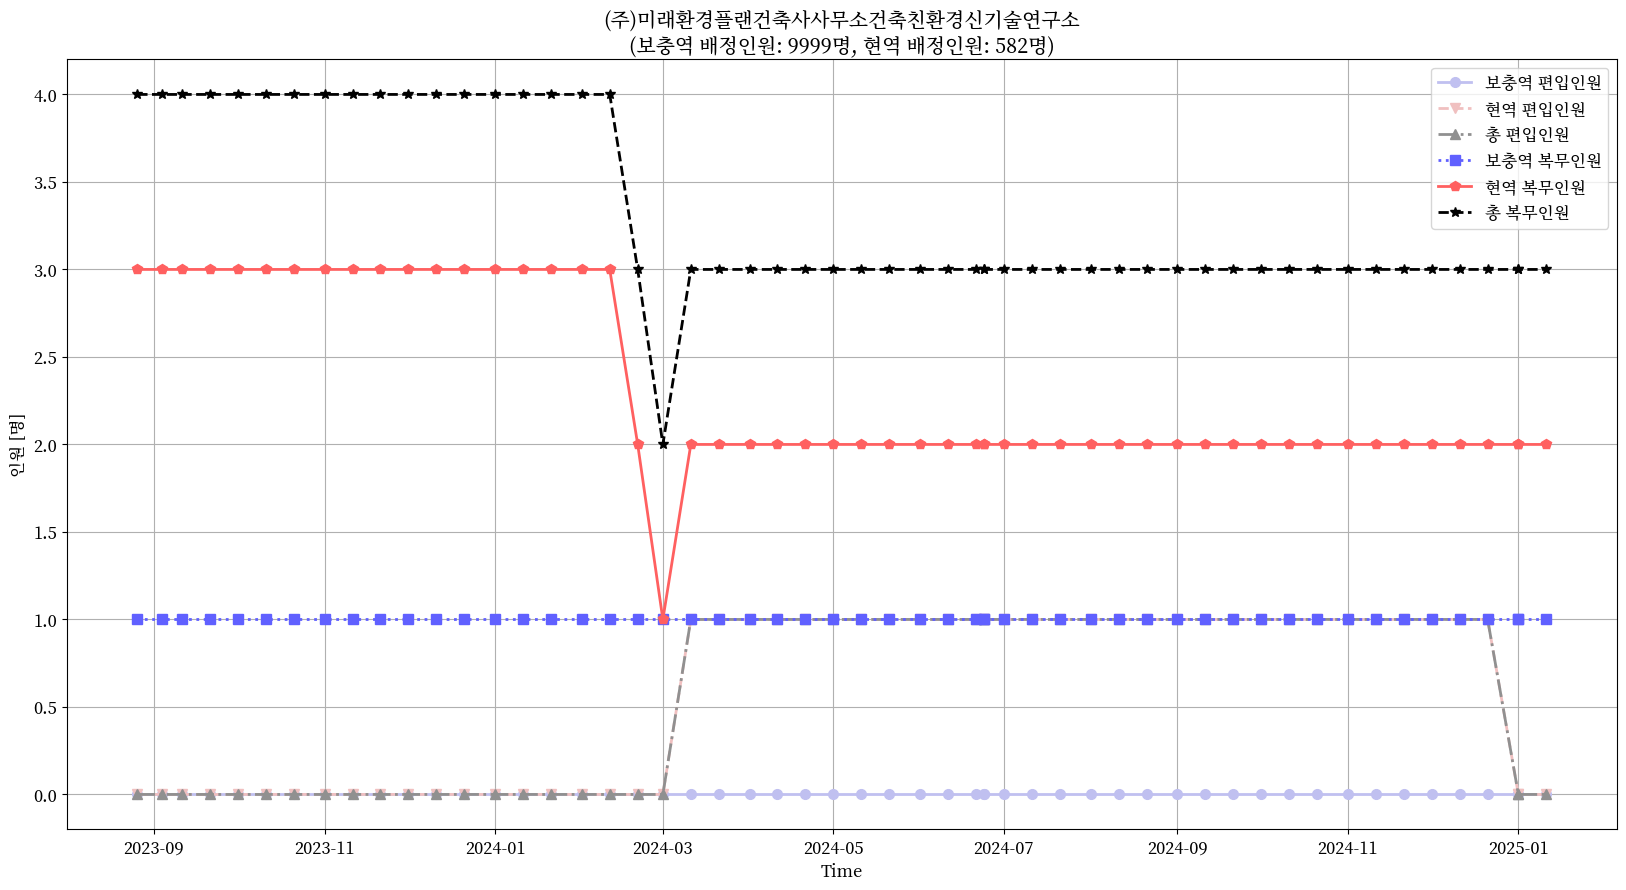 (주)미래환경플랜건축사사무소건축친환경신기술연구소
(보충역 배정인원: 9999명, 현역 배정인원: 582명)
보충역 편입인원
현역 편입인원
총 편입인원
보충역 복무인원
현역 복무인원
총 복무인원
4.0
3.5
3.0
2.5
2.0
1.5
1.0
0.5
0.0
인원 [명]
2023-09
2023-11
2024-01
2024-03
2024-05
2024-07
2024-09
2024-11
2025-01
Time